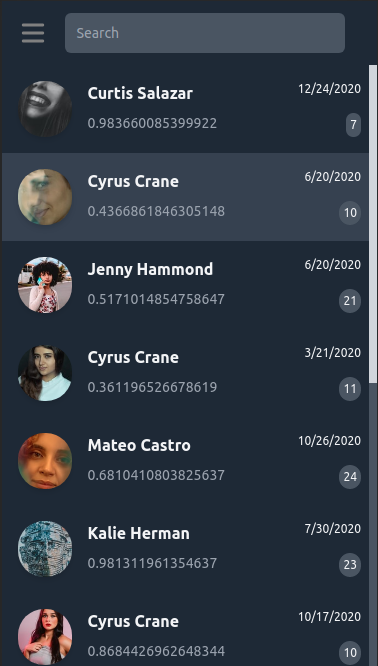 Search
Curtis Salazar
12/24/2020
0.983660085399922
7
Cyrus Crane
6/20/2020
0.4366861846305148
10
Jenny Hammond
6/20/2020
0.5171014854758647
21
Cyrus Crane
3/21/2020
0.361196526678619
11
Mateo Castro
10/26/2020
0.6810410803825637
24
Kalie Herman
7/30/2020
0.981311961354637
23
Cyrus Crane
10/17/2020
0.8684426962648344
10